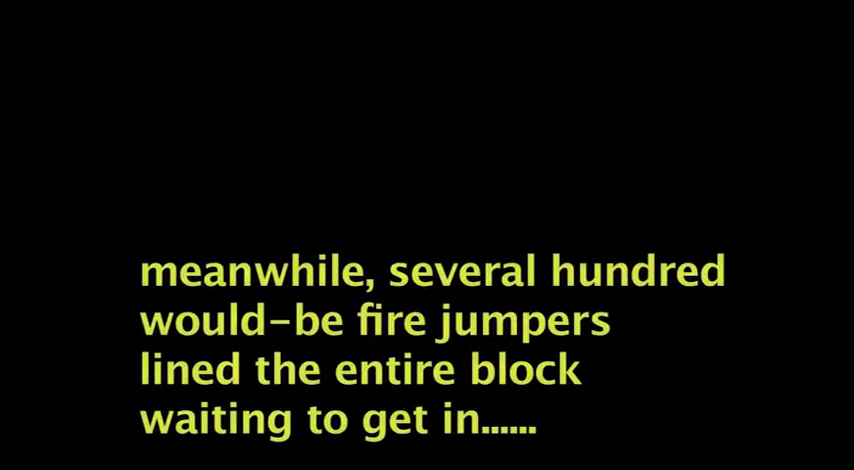 meanwhile, several hundred
would-be fire jumpers
lined the entire block
waiting to get in......